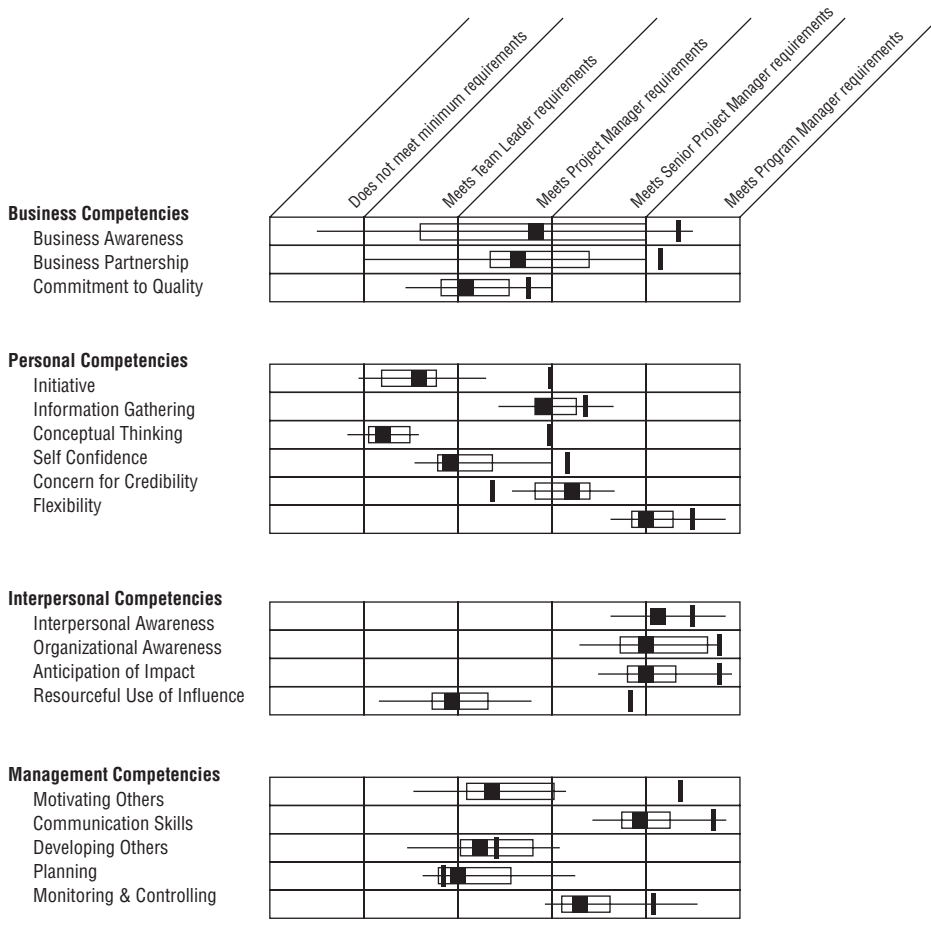 Does not meet minimum requirements
Meets Team Leader requirements
Meets Project Manager requirements
Meets Senior Project Manager requirements
Meets Program Manager requirements
Business Competencies
Business Awareness
Business Partnership
Commitment to Quality
Personal Competencies
Initiative
Information Gathering
Conceptual Thinking
Self Confidence
Concern for Credibility
Flexibility
Interpersonal Competencies
Interpersonal Awareness
Organizational Awareness
Anticipation of Impact
Resourceful Use of Influence
Management Competencies
Motivating Others
Communication Skills
Developing Others
Planning
Monitoring & Controlling